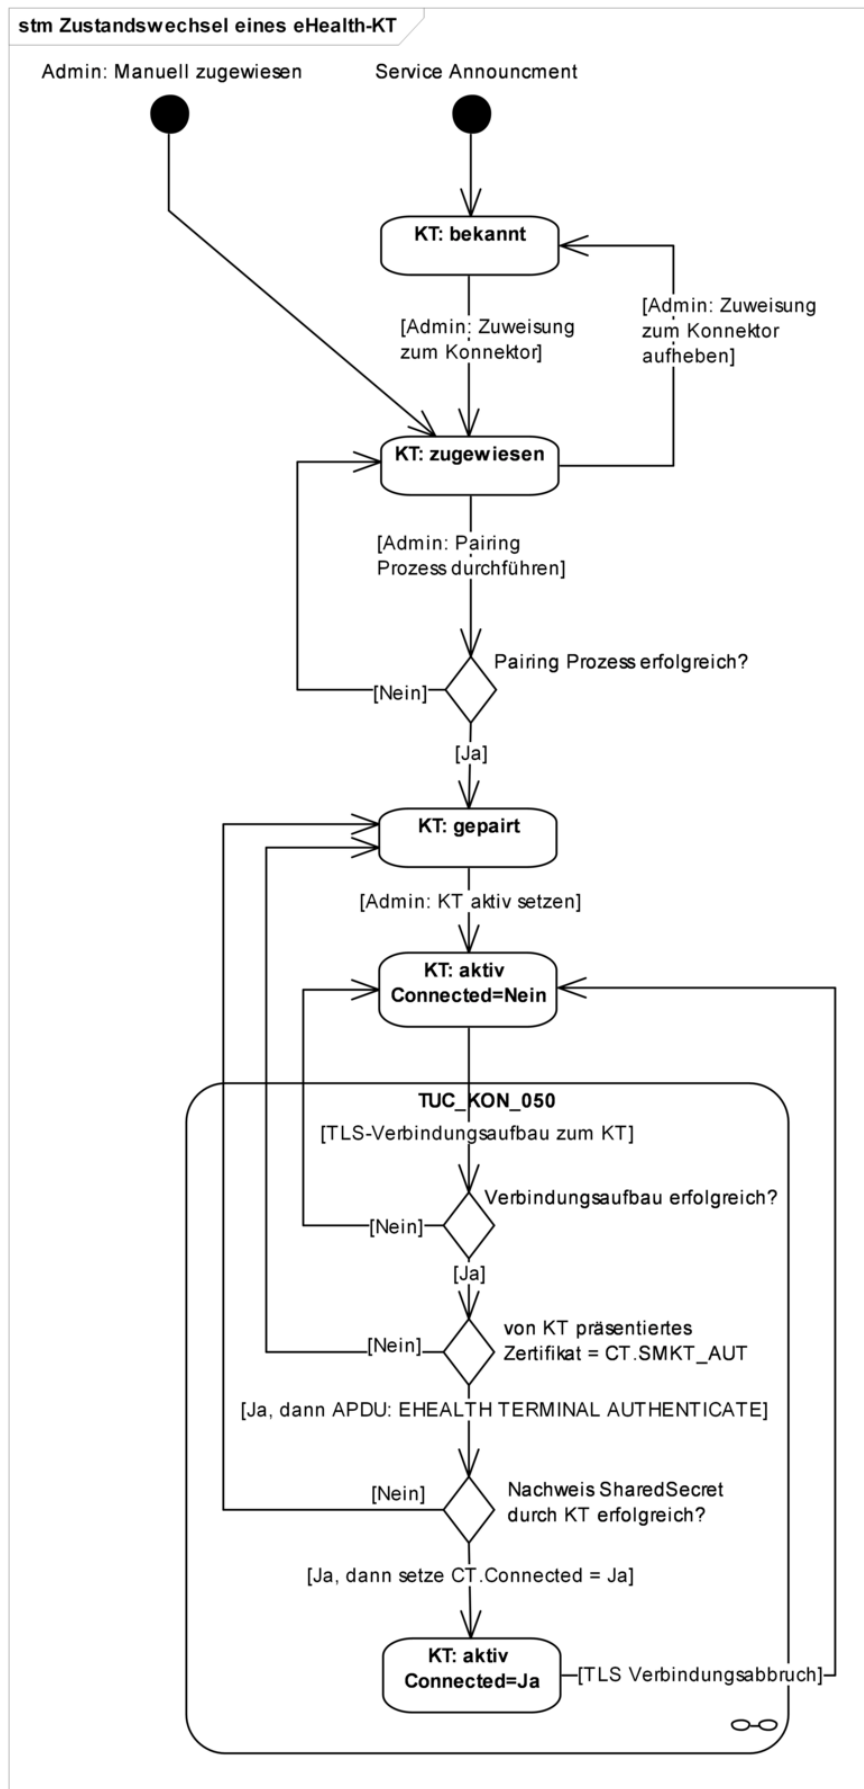 stm Zustandswechsel eines eHealth-KT
Admin: Manuell zugewiesen
Service Announcment
KT: bekannt
[Admin: Zuweisung
zum Konnektor]
[Admin: Zuweisung
zum Konnektor
aufheben]
KT: zugewiesen
[Admin: Pairing
Prozess durchführen]
Pairing Prozess erfolgreich?
[Nein]
[Ja]
KT: gepairt
[Admin: KT aktiv setzen]
KT: aktiv
Connected=Nein
TUC_KON_050
[TLS-Verbindungsaufbau zum KT]
Verbindungsaufbau erfolgreich?
[Nein]
[Ja]
von KT präsentiertes
Zertifikat = CT.SMKT_AUT
[Nein]
[Ja, dann APDU: EHEALTH TERMINAL AUTHENTICATE]
Nachweis SharedSecret
durch KT erfolgreich?
[Nein]
[Ja, dann setze CT.Connected = Ja]
KT: aktiv
Connected=Ja
[TLS Verbindungsabbruch]